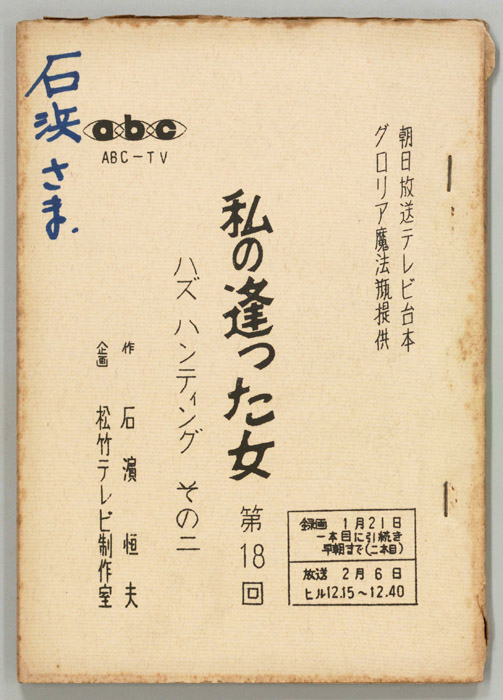 朝日放送テレビ台本
グロリア魔法瓶提供
私の逢った女
第18回
ハズ ハンティング その二
作 石濵恒夫
企画 松竹テレビ制作室
石浜さま.
abc
ABC-TV
録画 1月21日
一本目に引続き
早朝まで(二本目)
放送 2月6日
ヒル12.15~12.40